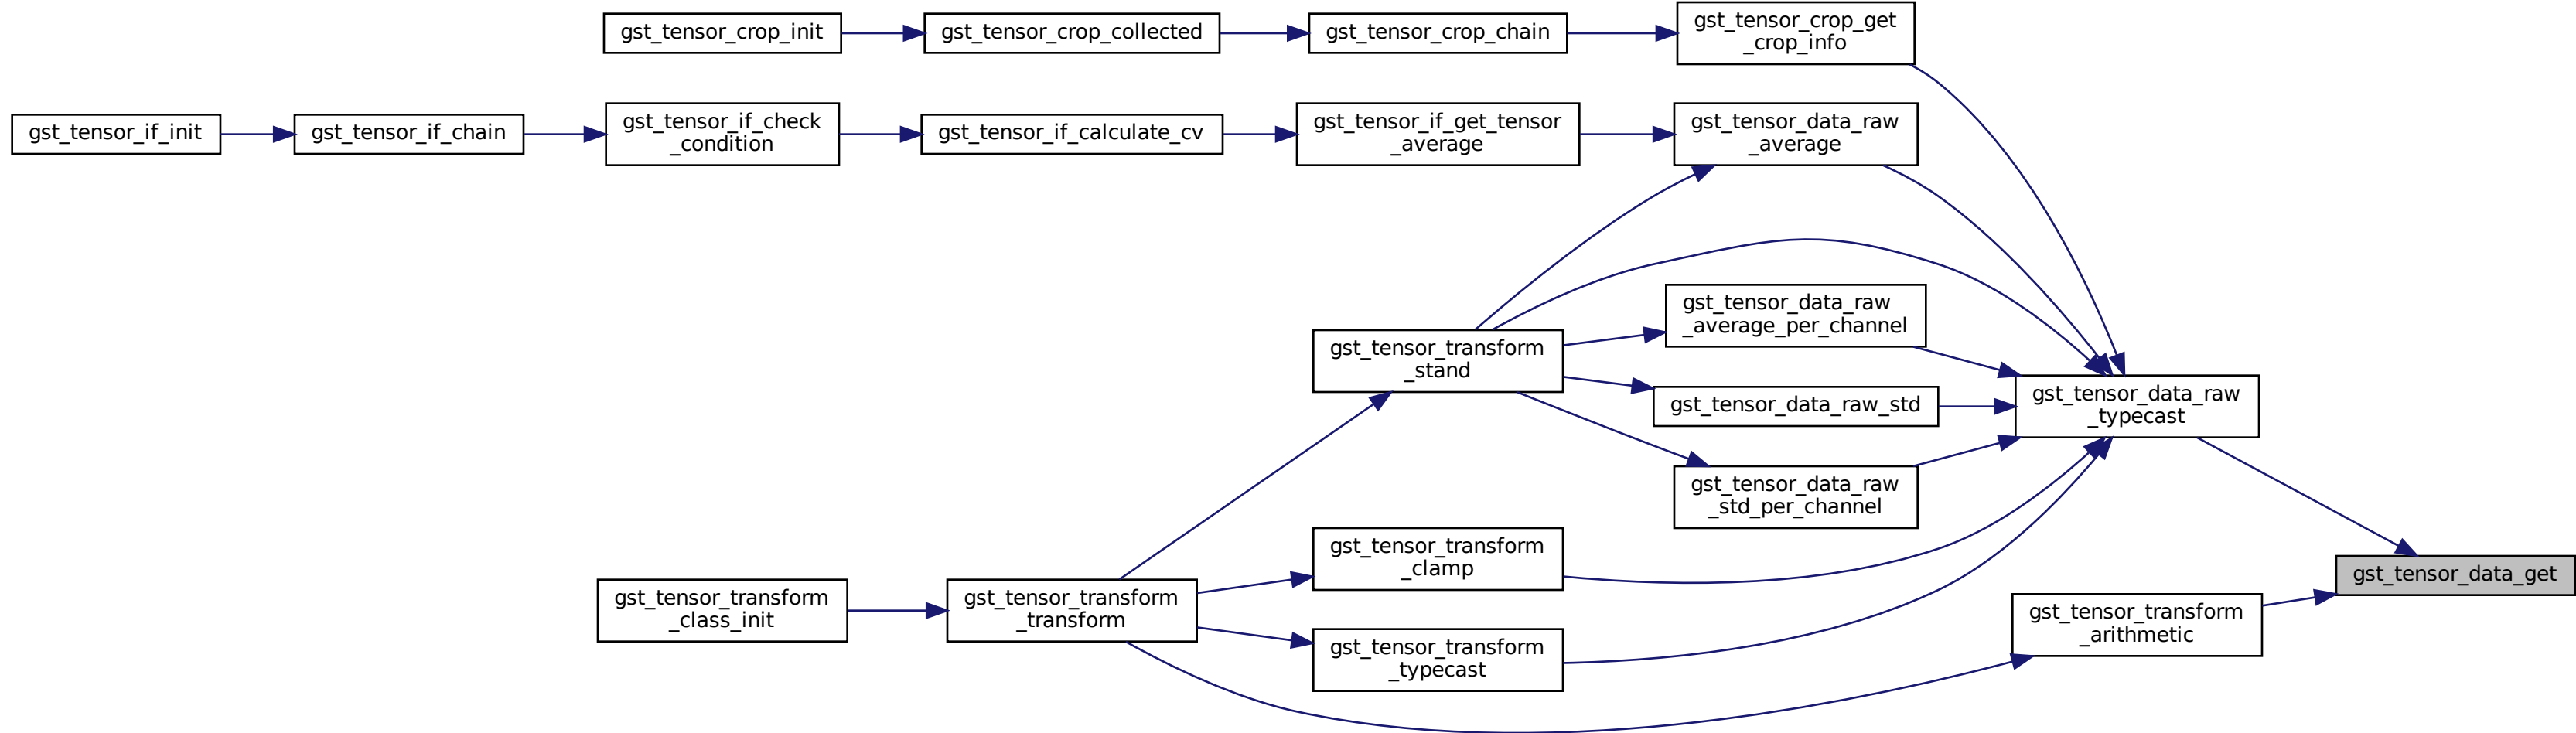 gst_tensor_crop_init
gst_tensor_crop_collected
gst_tensor_crop_chain
gst_tensor_crop_get
_crop_info
gst_tensor_if_init
gst_tensor_if_chain
gst_tensor_if_check
_condition
gst_tensor_if_calculate_cv
gst_tensor_if_get_tensor
_average
gst_tensor_data_raw
_average
gst_tensor_data_raw
_average_per_channel
gst_tensor_transform
_stand
gst_tensor_data_raw_std
gst_tensor_data_raw
_typecast
gst_tensor_data_raw
_std_per_channel
gst_tensor_transform
_clamp
gst_tensor_data_get
gst_tensor_transform
_class_init
gst_tensor_transform
_transform
gst_tensor_transform
_typecast
gst_tensor_transform
_arithmetic